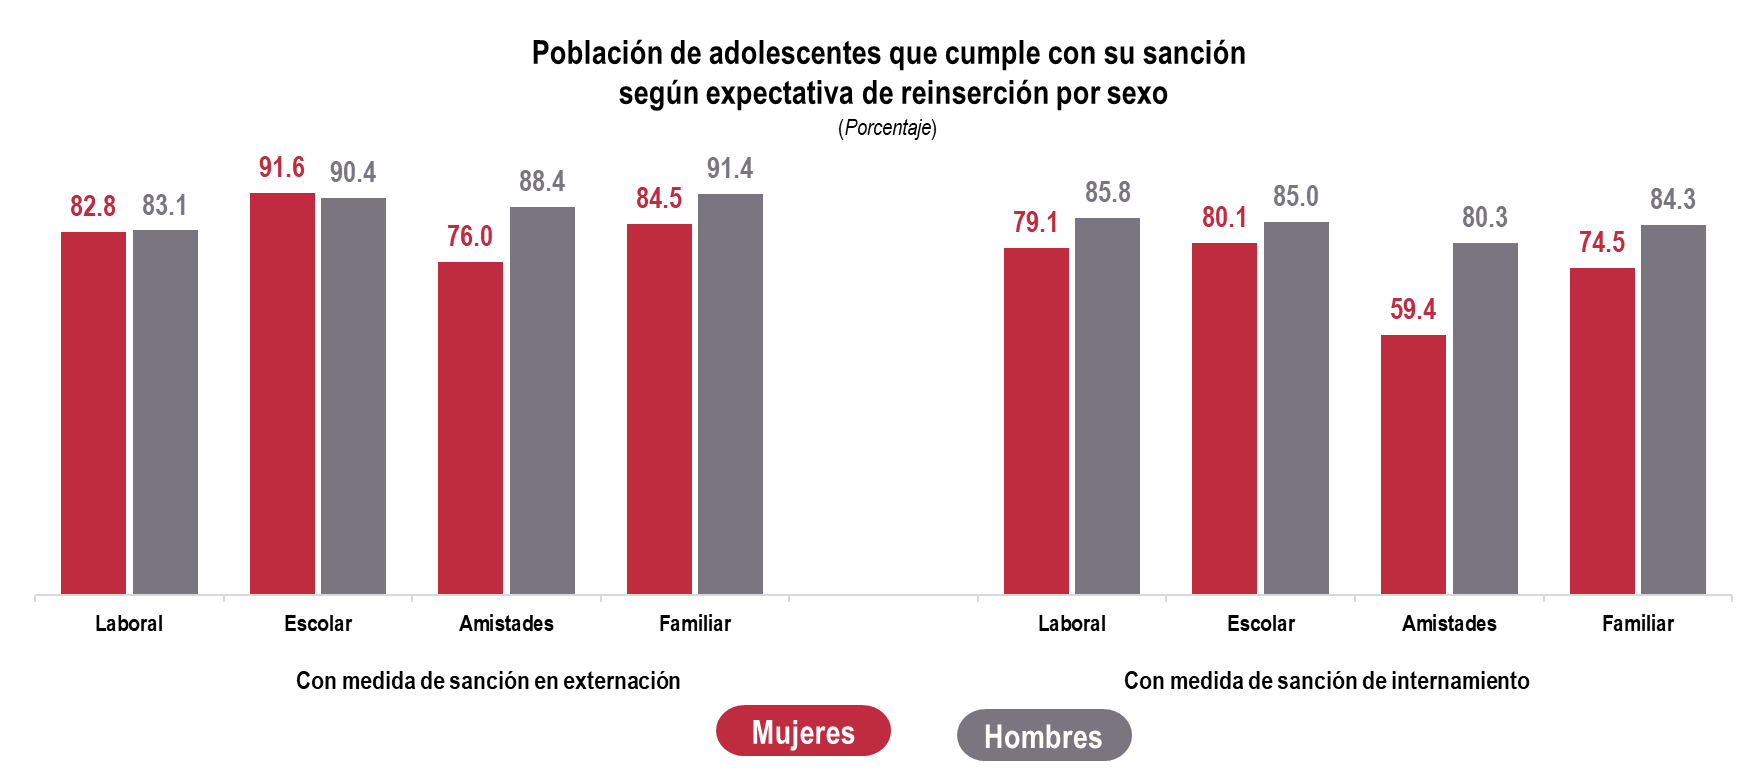 Población de adolescentes que cumple con su sanción
según expectativa de reinserción por sexo
(Porcentaje)
82.8 83.1 91.6 90.4 76.0 88.4 84.5 91.4 79.1 85.8 80.1 85.0 59.4 80.3 74.5 84.3
Laboral Escolar Amistades Familiar Laboral Escolar Amistades Familiar
Con medida de sanción en externación Con medida de sanción de internamiento
Mujeres Hombres